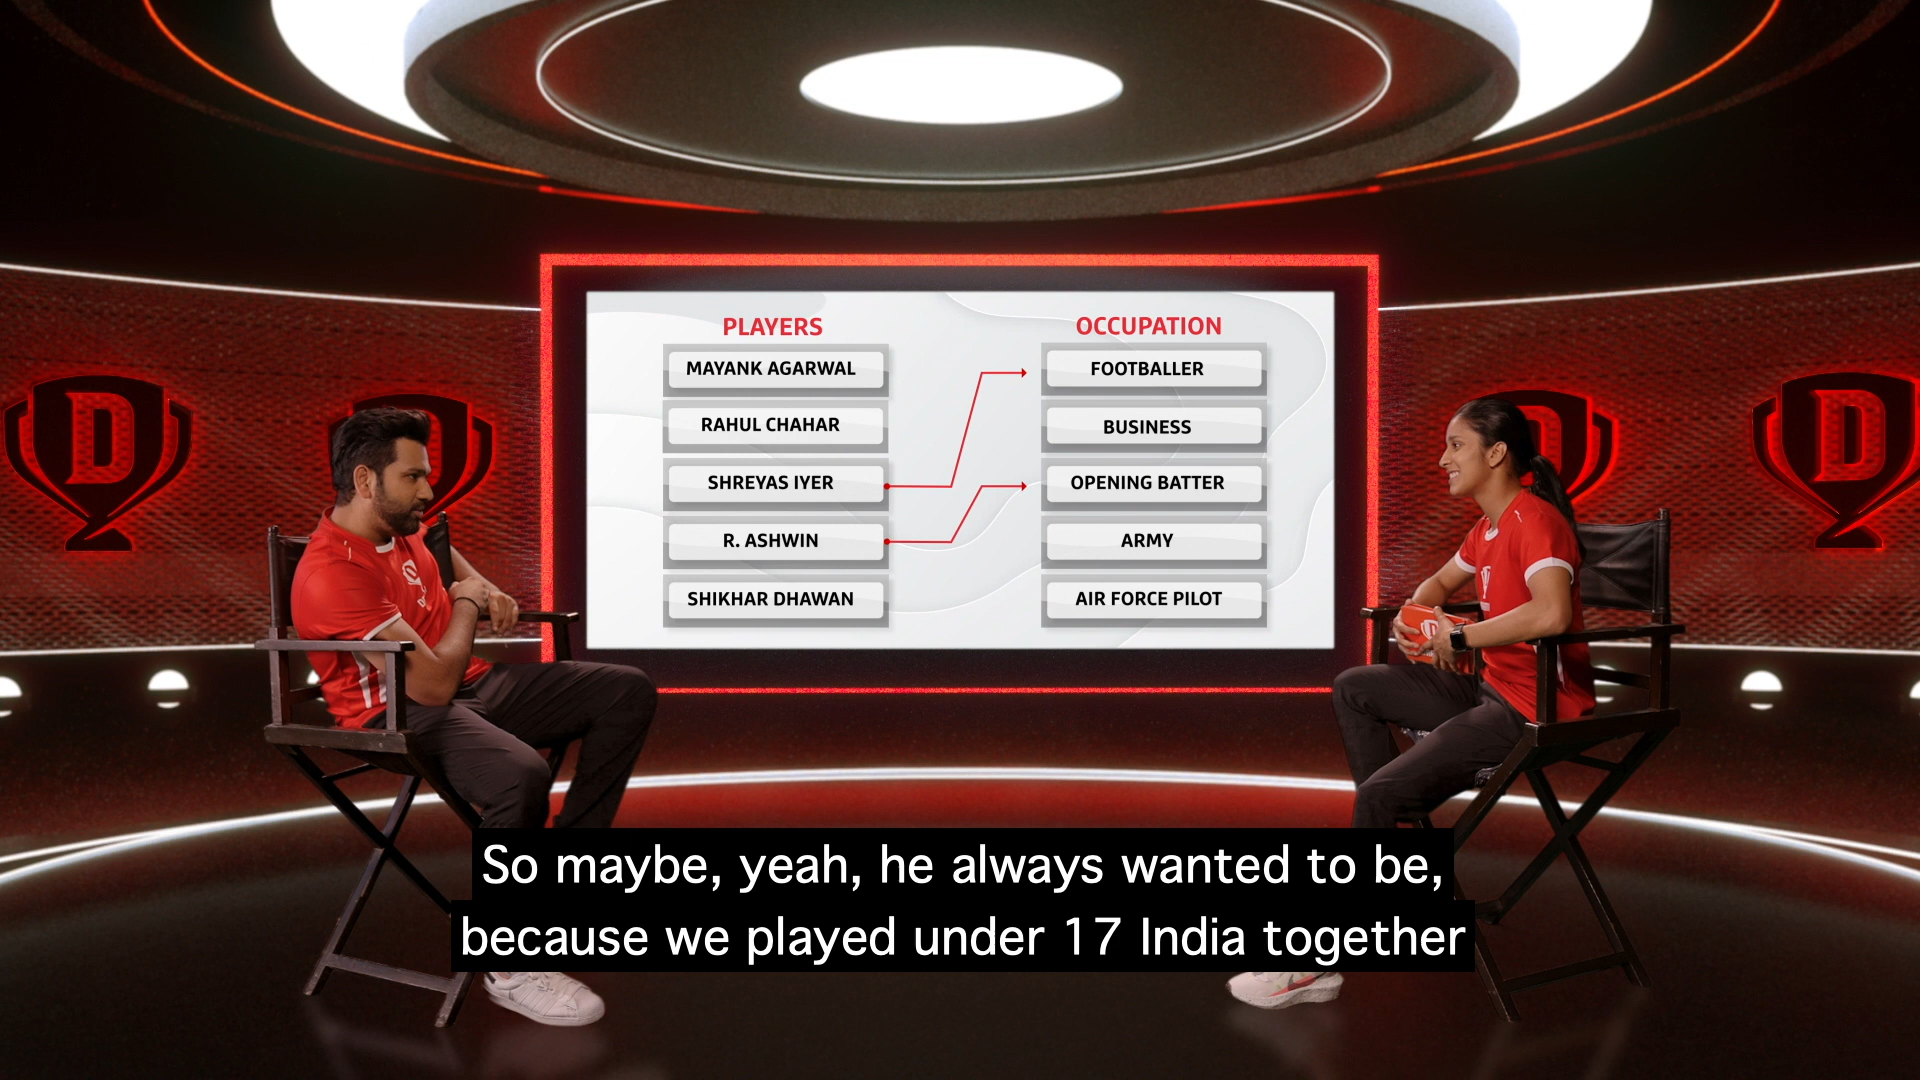 PLAYERS
OCCUPATION
MAYANK AGARWAL
FOOTBALLER
RAHUL CHAHAR
BUSINESS
SHREYAS IYER
OPENING BATTER
R. ASHWIN
ARMY
SHIKHAR DHAWAN
AIR FORCE PILOT
D
D
D
D
So maybe, yeah, he always wanted to be,
because we played under 17 India together